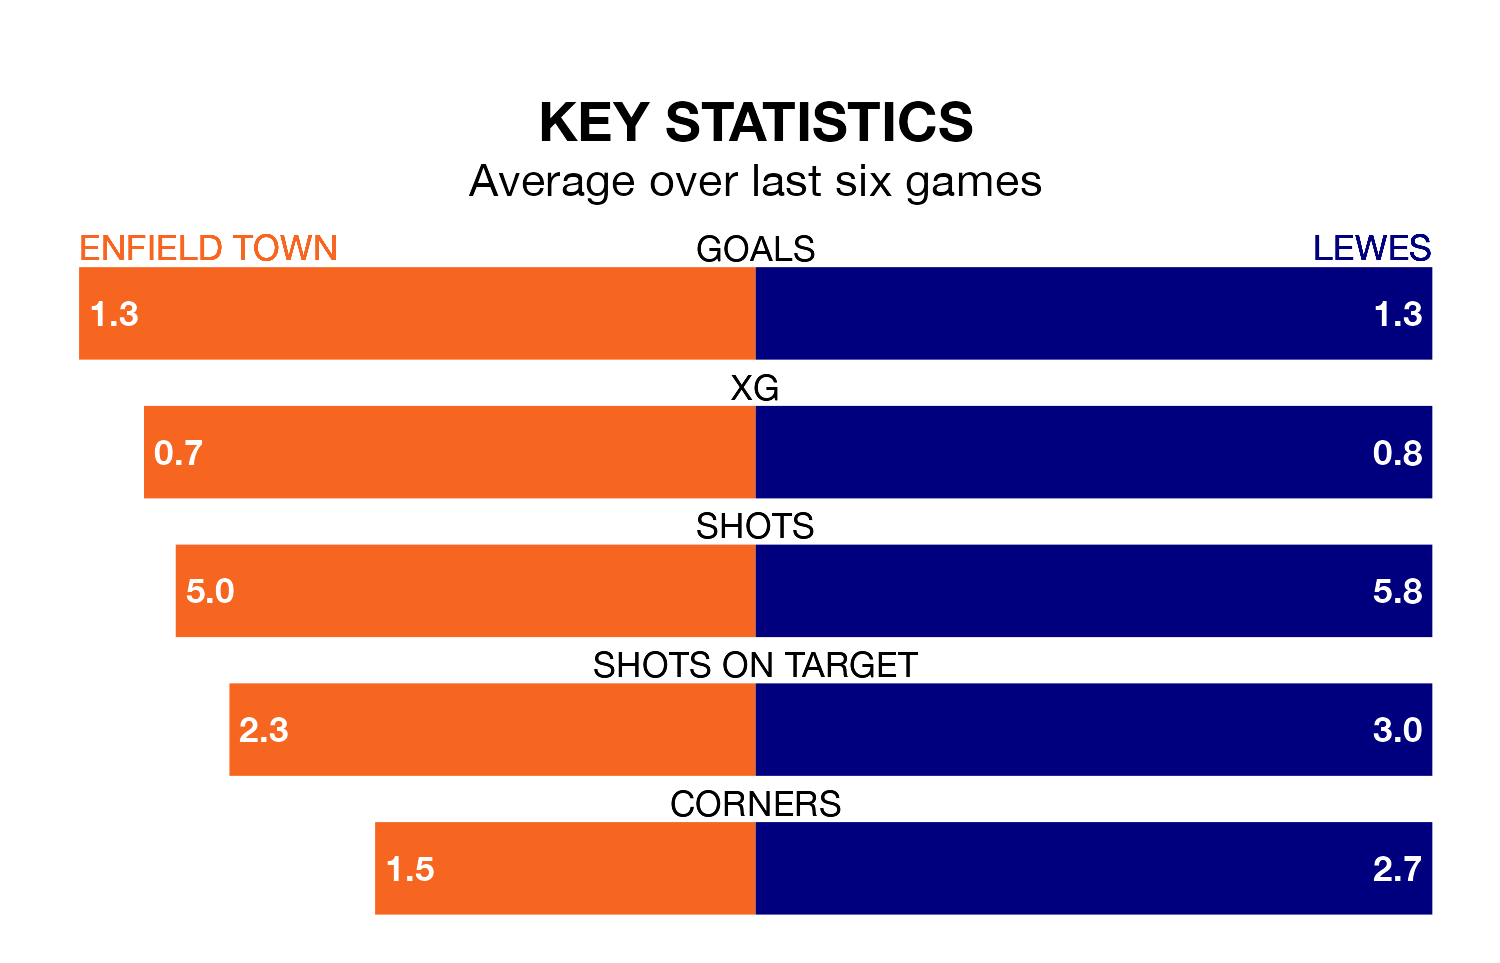 KEY STATISTICS
Average over last six games
ENFIELD TOWN GOALS LEWES
1.3 1.3
XG
0.7 0.8
SHOTS
5.0 5.8
SHOTS ON TARGET
2.3 3.0
CORNERS
1.5 2.7